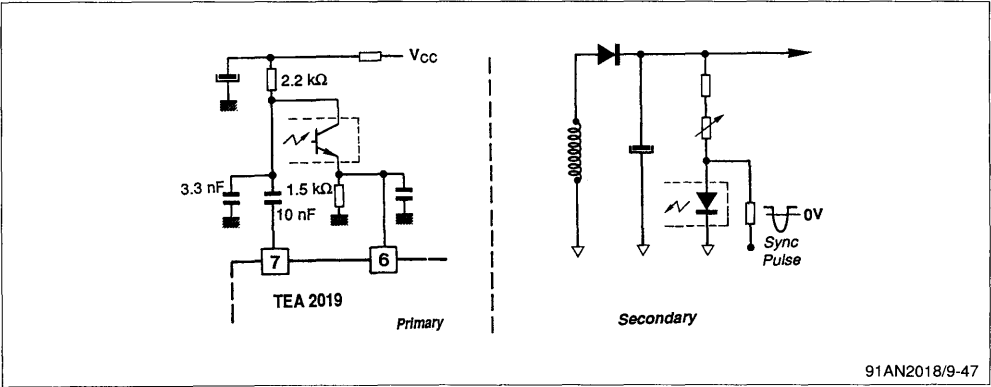 VCC
2.2 kΩ
3.3 nF
1.5 kΩ
10 nF
0V
Sync
Pulse
7
6
TEA 2019
Primary
Secondary
91AN2018/9-47